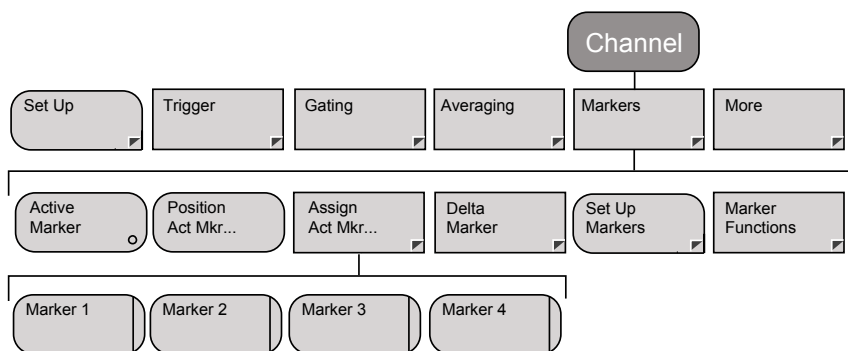 Channel
Set Up
Trigger
Gating
Averaging
Markers
More
Active
Marker
Position
Act Mkr...
Assign
Act Mkr...
Delta
Marker
Set Up
Markers
Marker
Functions
Marker 1
Marker 2
Marker 3
Marker 4